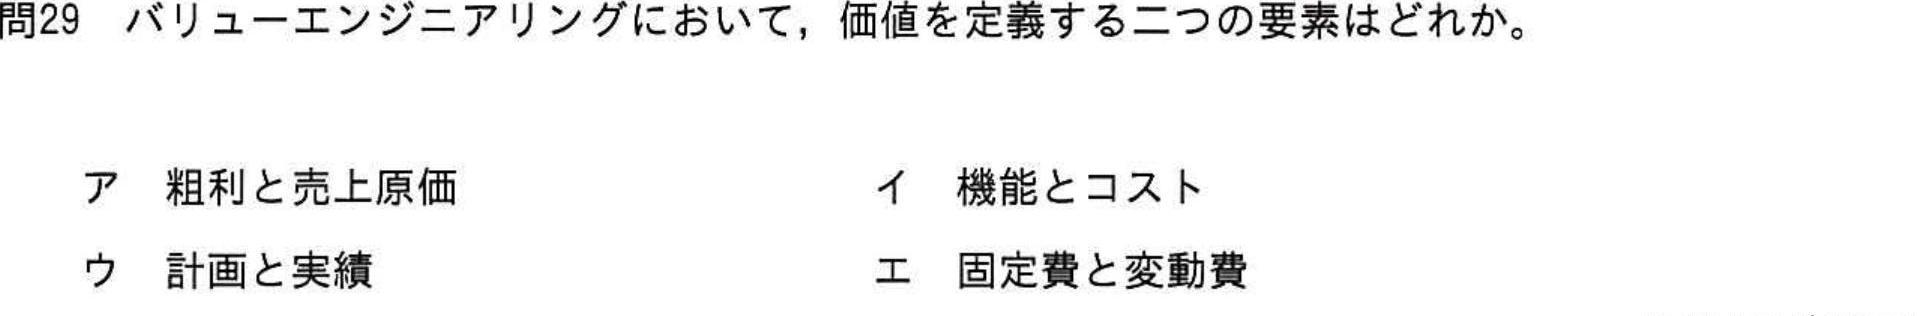 問29　バリューエンジニアリングにおいて，価値を定義する二つの要素はどれか。
ア　粗利と売上原価　イ　機能とコスト
ウ　計画と実績　エ　固定費と変動費